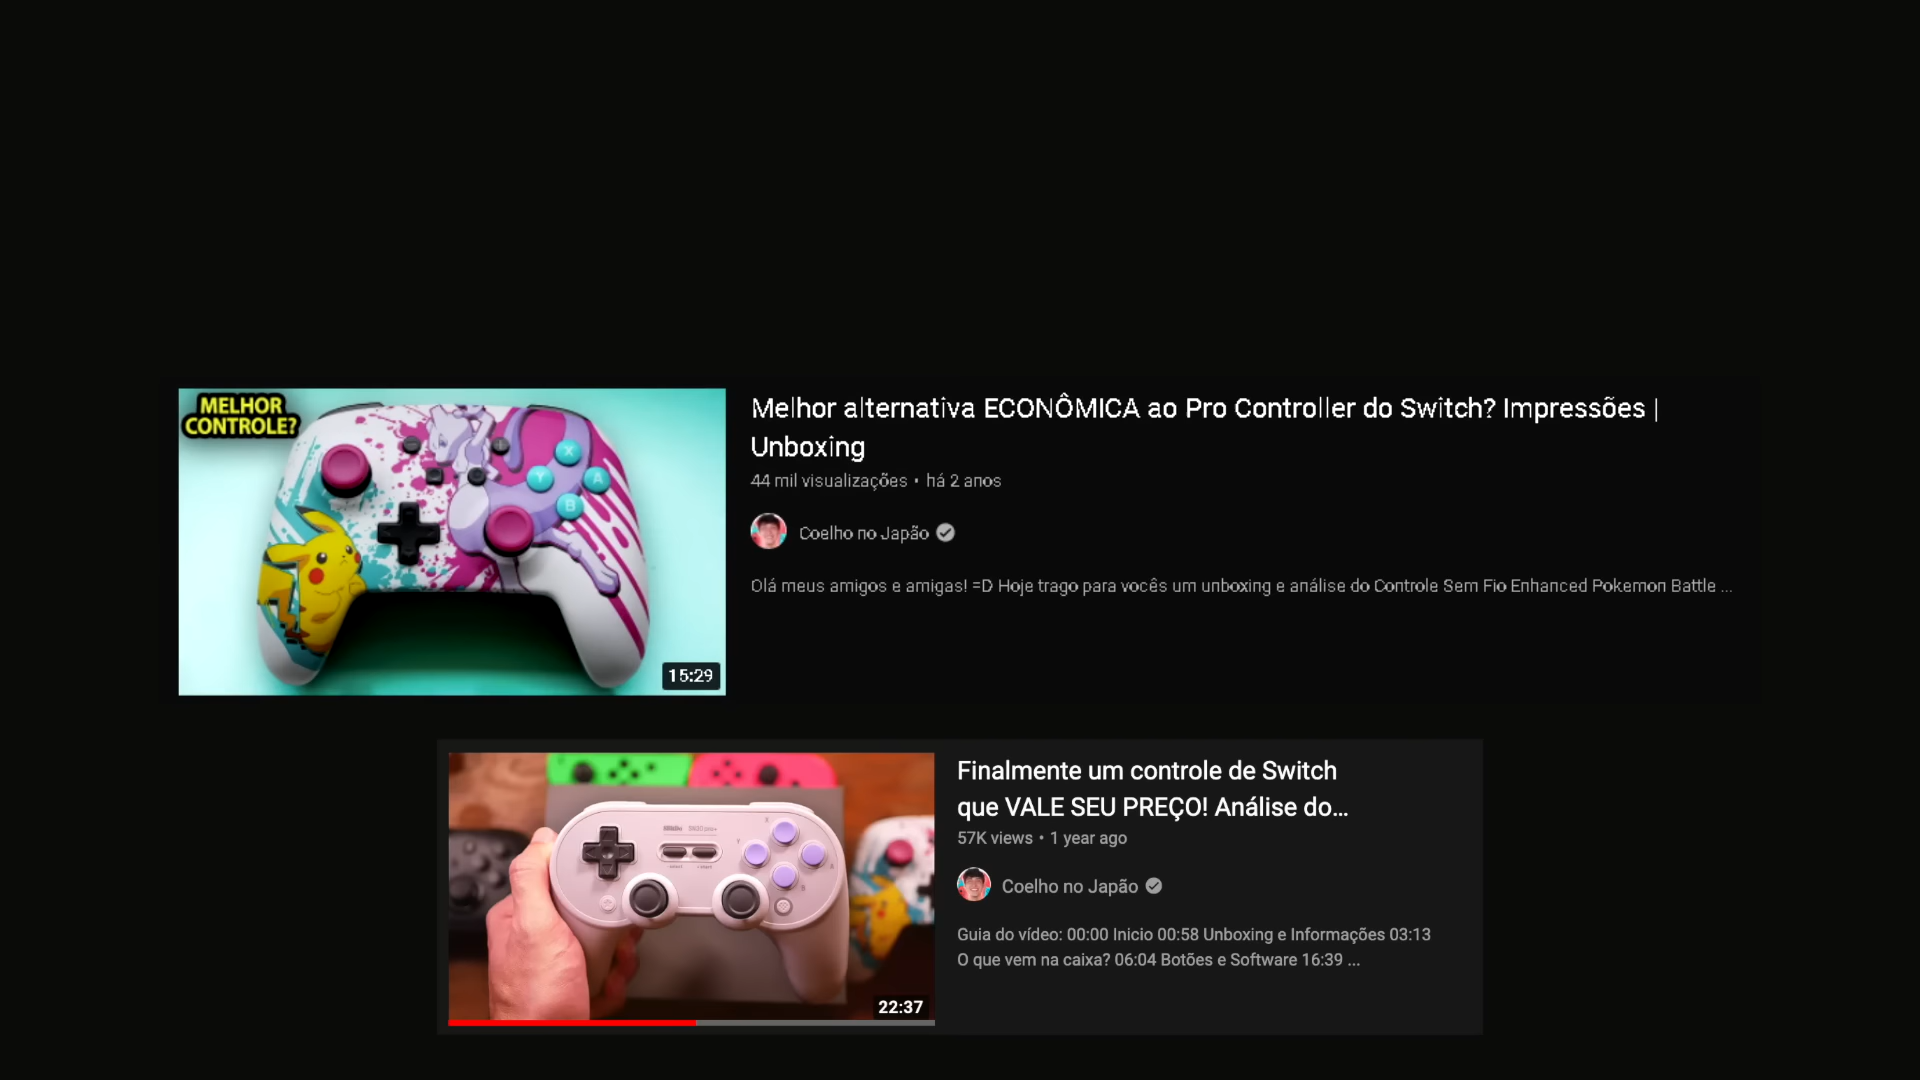 MELHOR
CONTROLE?
X
Y
A
B
15:29
Melhor alternativa ECONÔMICA ao Pro Controller do Switch? Impressões |
Unboxing
44 mil visualizações • há 2 anos
Coelho no Japão
Olá meus amigos e amigas! =D Hoje trago para vocês um unboxing e análise do Controle Sem Fio Enhanced Pokemon Battle ...
22:37
Finalmente um controle de Switch
que VALE SEU PREÇO! Análise do...
57K views • 1 year ago
Coelho no Japão
Guia do vídeo: 00:00 Inicio 00:58 Unboxing e Informações 03:13
O que vem na caixa? 06:04 Botões e Software 16:39 ...